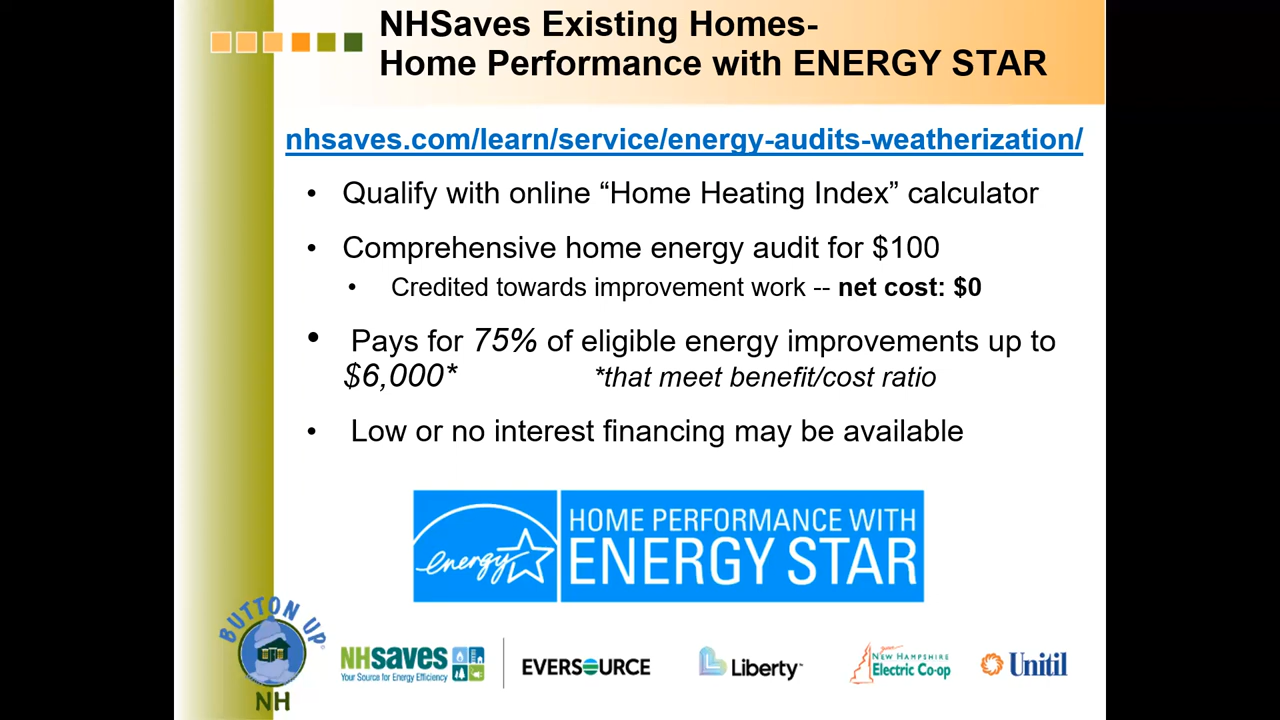 NHSaves Existing Homes-
Home Performance with ENERGY STAR
nhsaves.com/learn/service/energy-audits-weatherization/
• Qualify with online “Home Heating Index” calculator
• Comprehensive home energy audit for $100
• Credited towards improvement work -- net cost: $0
• Pays for 75% of eligible energy improvements up to
$6,000* *that meet benefit/cost ratio
• Low or no interest financing may be available
energy
HOME PERFORMANCE WITH
ENERGY STAR
BUTTON UP
NH
NHsaves
Your Source for Energy Efficiency
EVERSOURCE
Liberty™
New Hampshire
Electric Co-op
Unitil